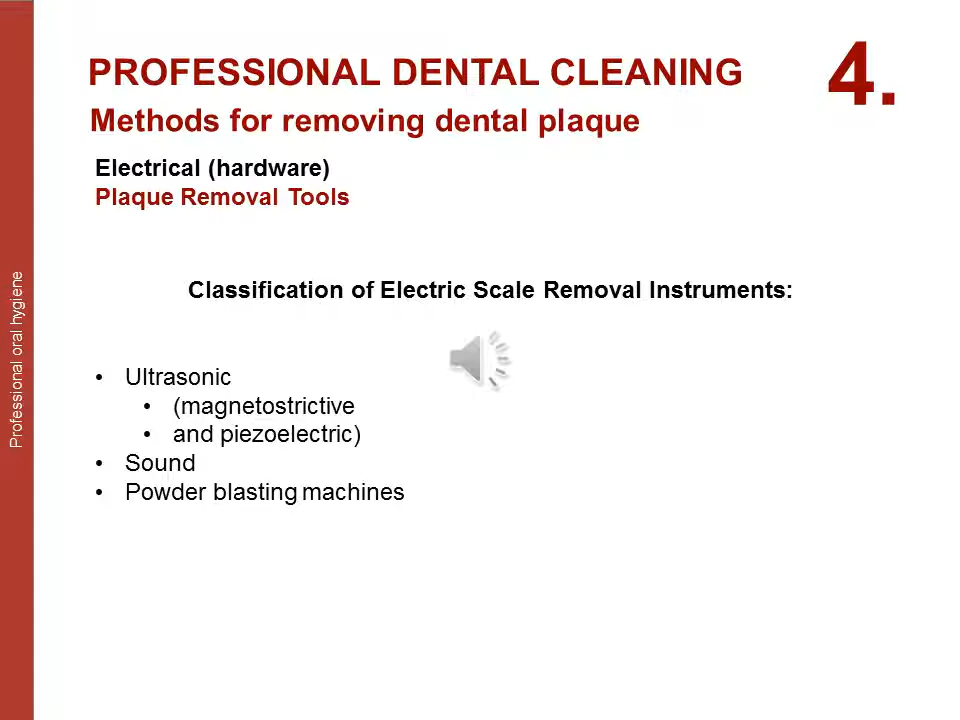 PROFESSIONAL DENTAL CLEANING
4.
Methods for removing dental plaque
Electrical (hardware)
Plaque Removal Tools
Classification of Electric Scale Removal Instruments:
• Ultrasonic
• (magnetostrictive
• and piezoelectric)
• Sound
• Powder blasting machines
Professional oral hygiene